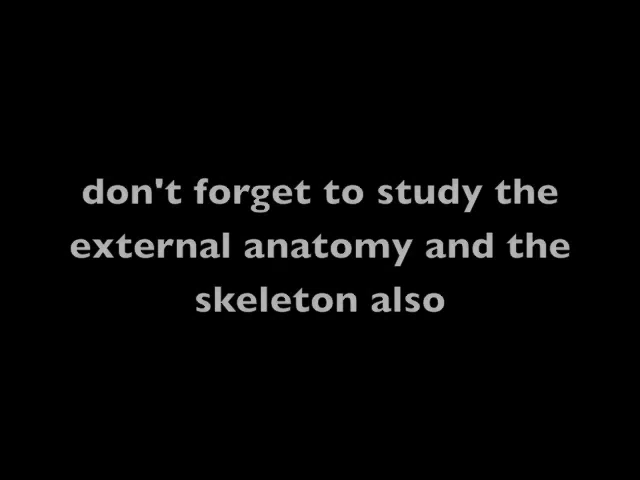 don't forget to study the
external anatomy and the
skeleton also